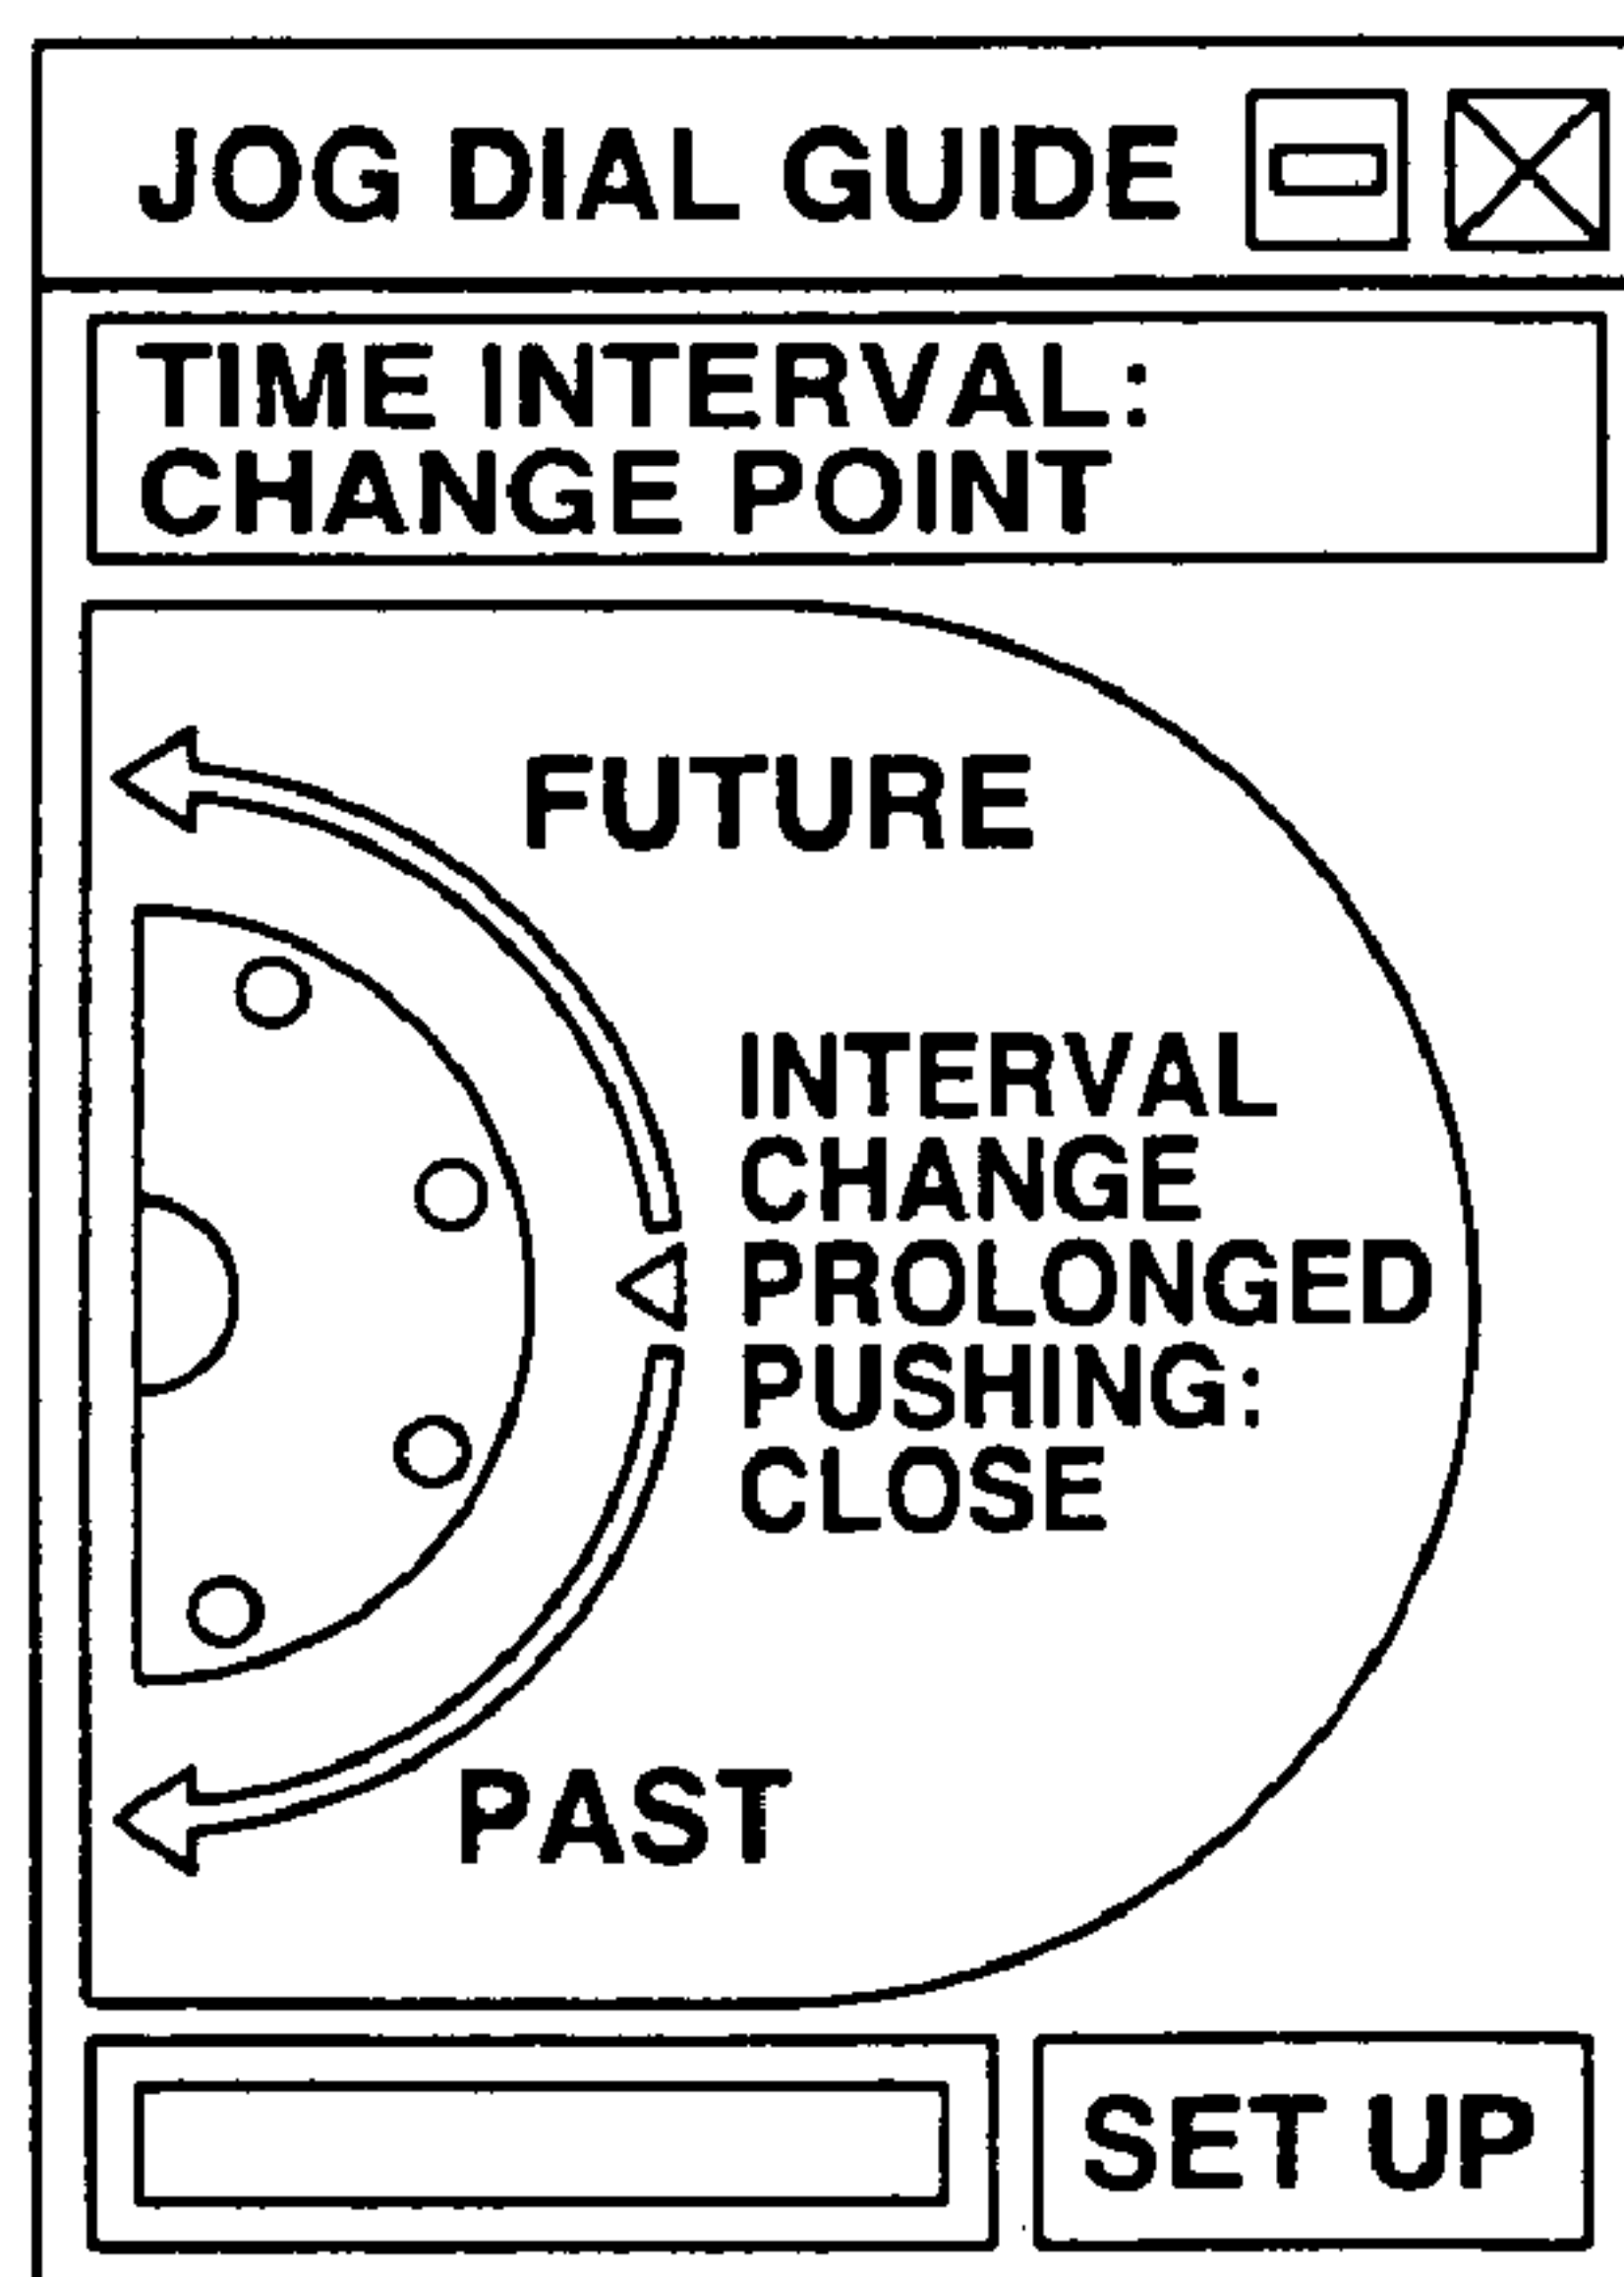 JOG DIAL GUIDE
TIME INTERVAL:
CHANGE POINT
FUTURE
INTERVAL
CHANGE
PROLONGED
PUSHING:
CLOSE
PAST
SET UP